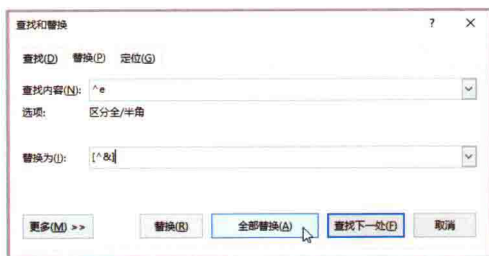 查找和替换 ? ×
查找(D) 替换(P) 定位(G)
查找内容(N): ^e
选项: 区分全/半角
替换为(I): [^&]
更多(M) >> 替换(R) 全部替换(A) 查找下一处(F) 取消